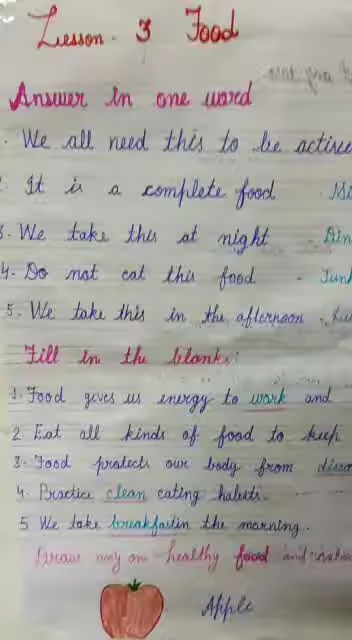 Lesson - 3 Food
Answer in one word
We all need this to be active
It is a complete food
3. We take this at night - Din
4. Do not eat this food - Junk
5. We take this in the afternoon
Fill in the blanks:
1. Food gives us energy to work and
2. Eat all kinds of food to keep
3. Food protects our body from
4. Practice clean eating habits.
5 We take breakfastin the morning.
Draw any on healthy food and
Apple